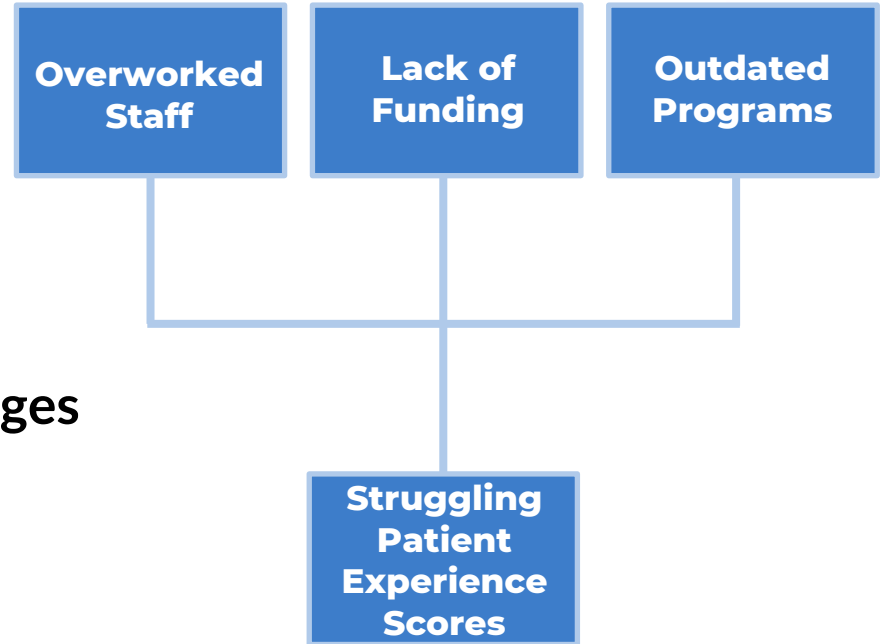 Overworked
Staff
Lack of
Funding
Outdated
Programs
ges
Struggling
Patient
Experience
Scores